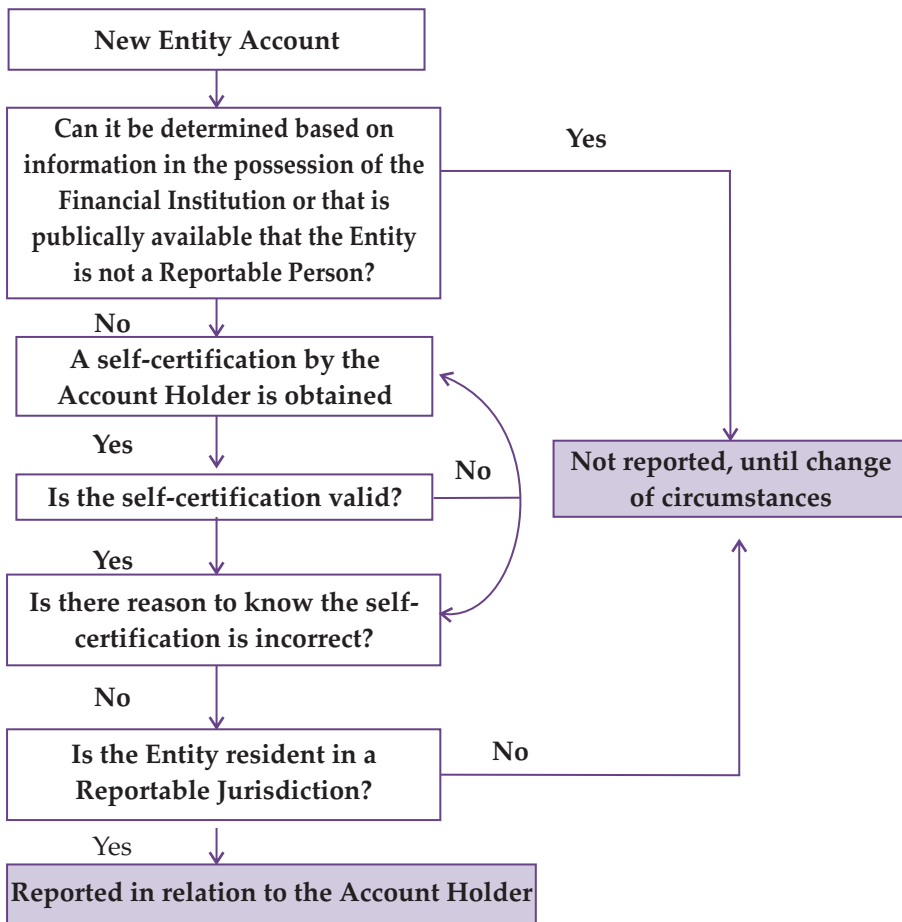 New Entity Account
Can it be determined based on
information in the possession of the
Financial Institution or that is
publically available that the Entity
is not a Reportable Person?
Yes
No
A self-certification by the
Account Holder is obtained
Yes
Is the self-certification valid?
No
Not reported, until change
of circumstances
Yes
Is there reason to know the self-
certification is incorrect?
No
Is the Entity resident in a
Reportable Jurisdiction?
No
Yes
Reported in relation to the Account Holder